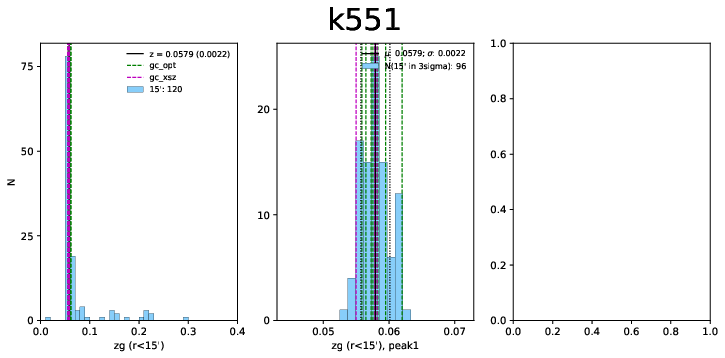 k551
z = 0.0579 (0.0022)
gc_opt
gc_xsz
15': 120
75
50
25
0
N
0.0 0.1 0.2 0.3 0.4
zg (r<15')
μ: 0.0579; σ: 0.0022
N(15' in 3sigma): 96
20
10
0
0.05 0.06 0.07
zg (r<15'), peak1
1.0
0.8
0.6
0.4
0.2
0.0
0.0 0.2 0.4 0.6 0.8 1.0